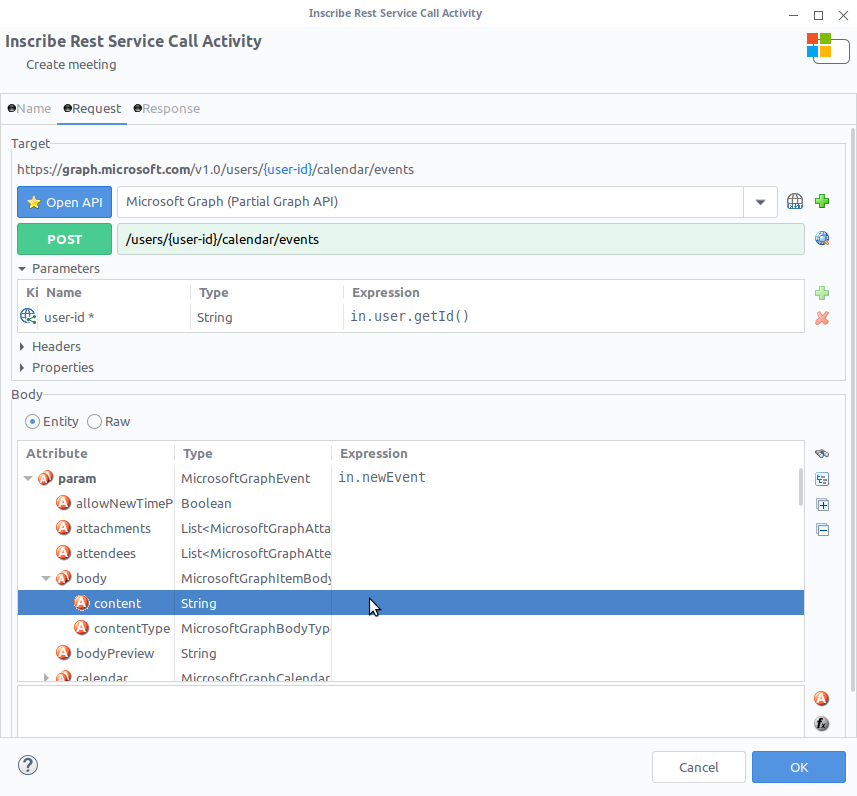 Inscribe Rest Service Call Activity
Inscribe Rest Service Call Activity
Create meeting
Name Request Response
Target
https://graph.microsoft.com/v1.0/users/{user-id}/calendar/events
Open API Microsoft Graph (Partial Graph API)
POST /users/{user-id}/calendar/events
Parameters
Ki Name Type Expression
user-id * String in.user.getId()
Headers
Properties
Body
Entity Raw
Attribute Type Expression
param MicrosoftGraphEvent in.newEvent
allowNewTimeP Boolean
attachments List<MicrosoftGraphAtta
attendees List<MicrosoftGraphAtte
body MicrosoftGraphItemBody
content String
contentType MicrosoftGraphBodyType
bodyPreview String
calendar MicrosoftGraphCalendar
Cancel OK